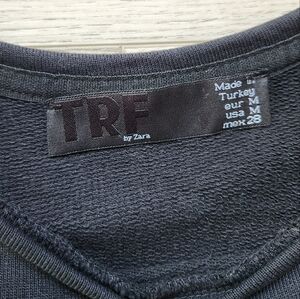 TRF
by Zara
Made in
Turkey
eur M
usa M
mex 28